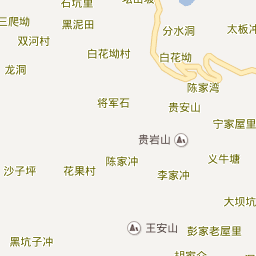 石坑里
三爬坳
黑泥田
分水洞
太板冲
双河村
白花坳村
白花坳
龙洞
陈家湾
将军石
贵安山
宁家屋里
贵岩山
陈家冲
义牛塘
沙子坪
花果村
李家冲
大坝坑
王安山
黑坑子冲
彭家老屋里